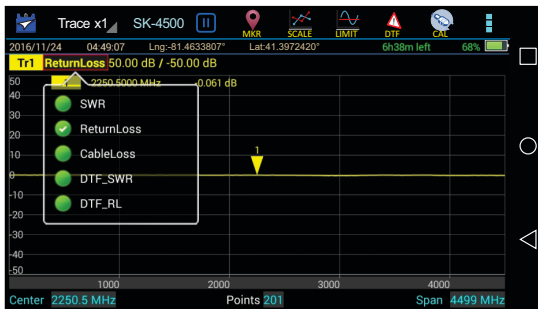 Trace x1 SK-4500 MKR SCALE LIMIT DTF CAL
2016/11/24 04:49:07 Lng:-81.4633807° Lat:41.3972420° 6h38m left 68%
Tr1 ReturnLoss 50.00 dB / -50.00 dB
50 2250.5000 MHz -0.061 dB
40 SWR
30
20 ReturnLoss
10 CableLoss 1
0 DTF_SWR
-10
-20 DTF_RL
-30
-40
-50
1000 2000 3000 4000
Center 2250.5 MHz Points 201 Span 4499 MHz